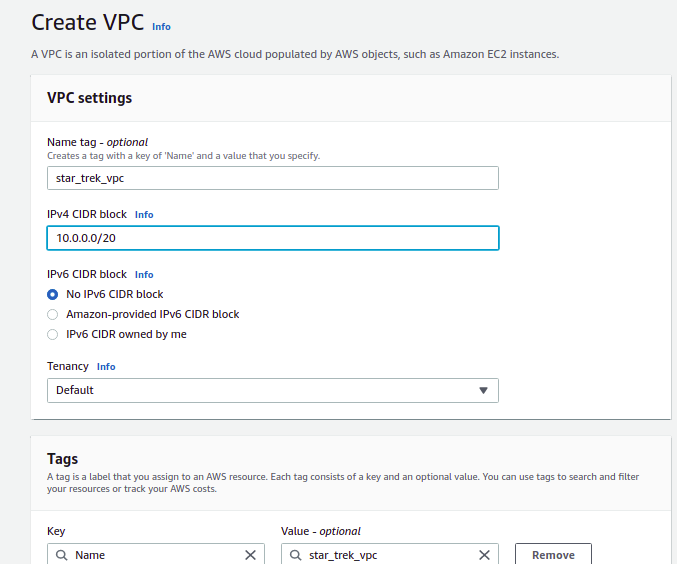 Create VPC Info
A VPC is an isolated portion of the AWS cloud populated by AWS objects, such as Amazon EC2 instances.
VPC settings
Name tag - optional
Creates a tag with a key of 'Name' and a value that you specify.
star_trek_vpc
IPv4 CIDR block Info
10.0.0.0/20
IPv6 CIDR block Info
No IPv6 CIDR block
Amazon-provided IPv6 CIDR block
IPv6 CIDR owned by me
Tenancy Info
Default
Tags
A tag is a label that you assign to an AWS resource. Each tag consists of a key and an optional value. You can use tags to search and filter
your resources or track your AWS costs.
Key Value - optional
Name star_trek_vpc Remove